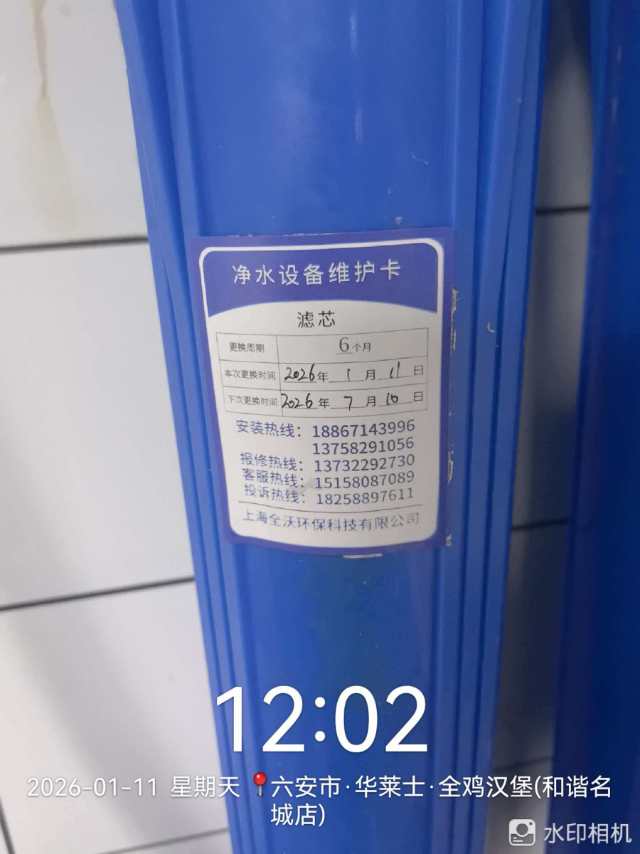 净水设备维护卡
滤芯
更换周期 6个月
本次更换时间 2026年 1 月 11 日
下次更换时间 2026年 7 月 10 日
安装热线：18867143996
13758291056
报修热线：13732292730
客服热线：15158087089
投诉热线：18258897611
上海全沃环保科技有限公司
12:02
2026-01-11 星期天 六安市·华莱士·全鸡汉堡(和谐名
城店)
水印相机